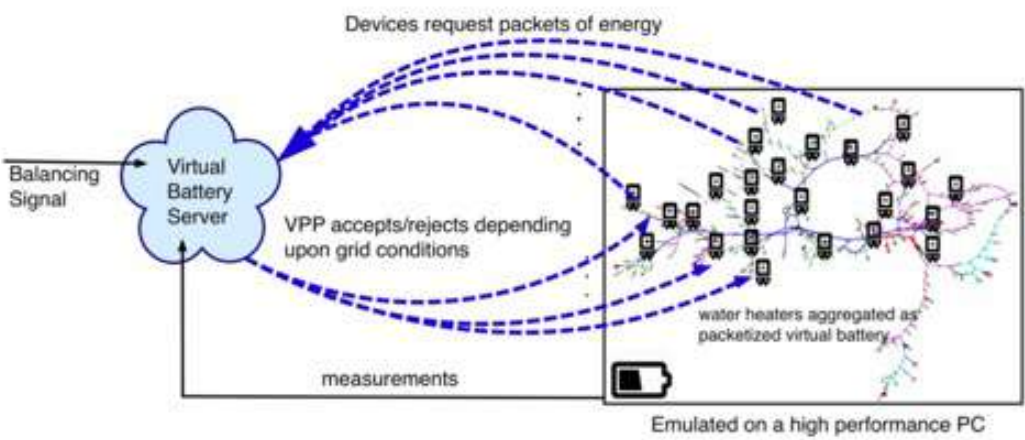 Devices request packets of energy
Balancing
Signal
Virtual
Battery
Server
VPP accepts/rejects depending
upon grid conditions
water heaters aggregated as
packetized virtual battery
measurements
Emulated on a high performance PC